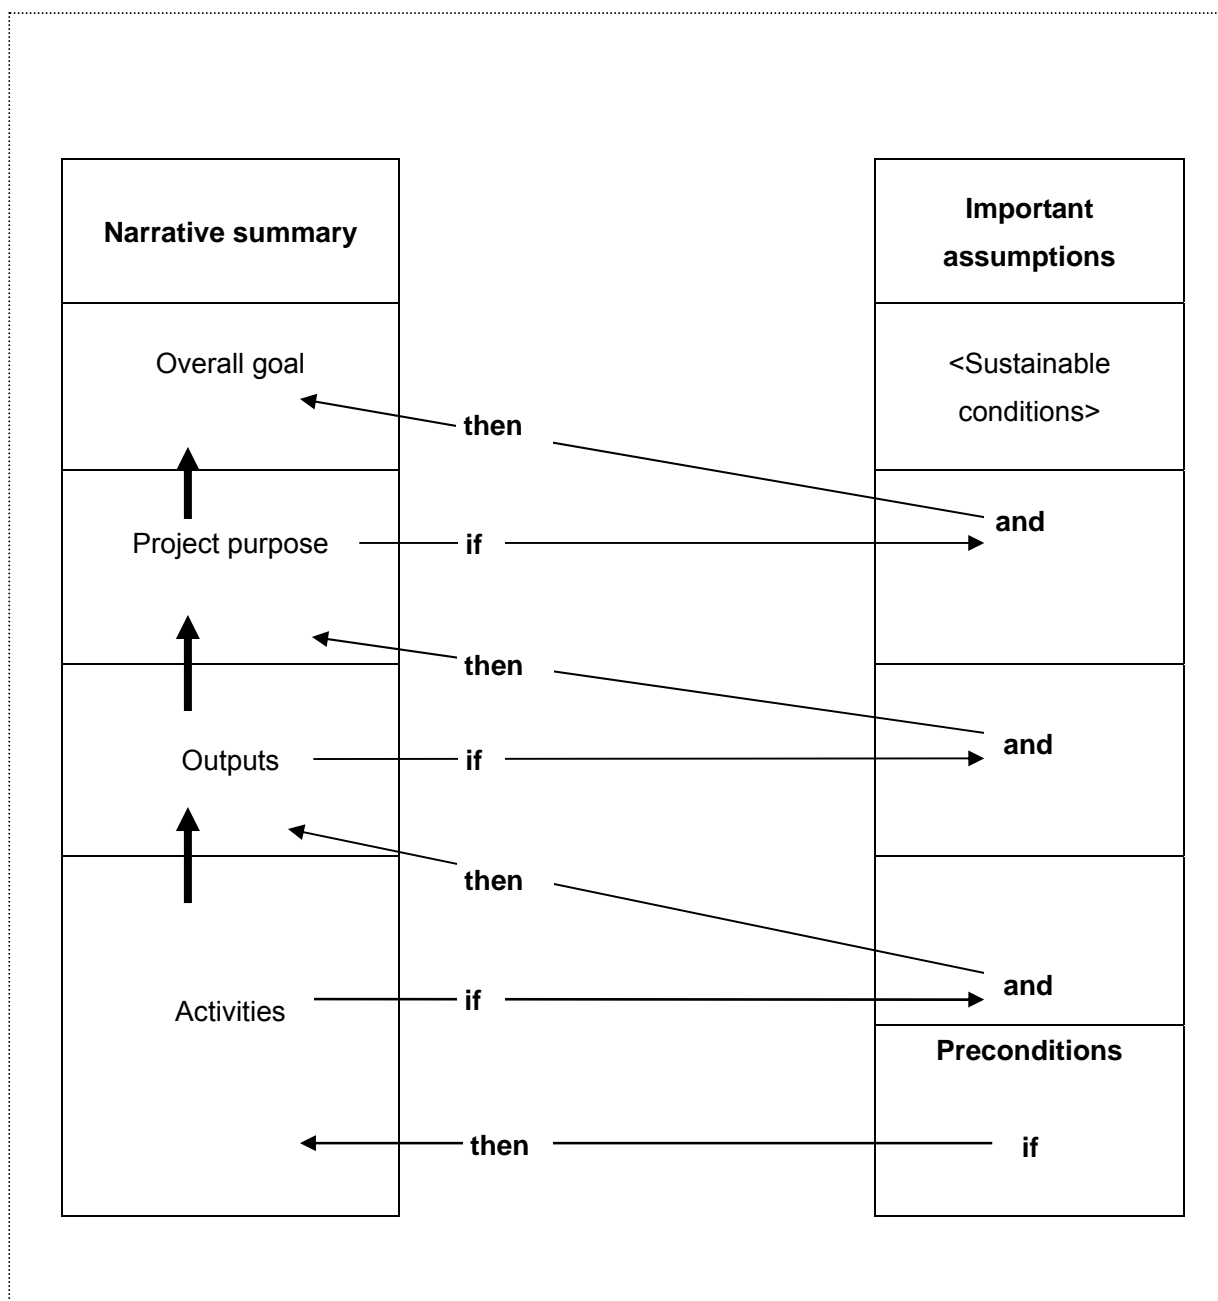 Narrative summary
Important
assumptions
Overall goal
<Sustainable
conditions>
then
and
Project purpose
if
then
and
Outputs
if
then
and
Activities
if
Preconditions
then
if